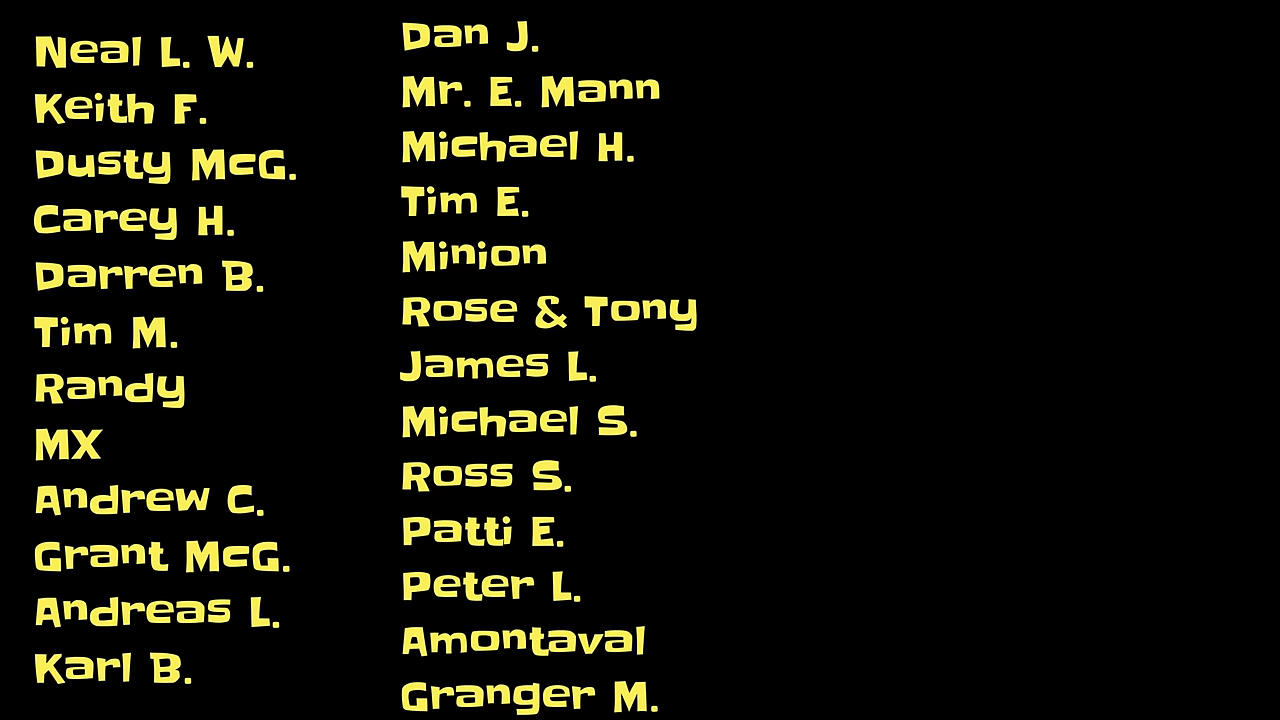 Neal L. W.
Keith F.
Dusty McG.
Carey H.
Darren B.
Tim M.
Randy
MX
Andrew C.
Grant McG.
Andreas L.
Karl B.
Dan J.
Mr. E. Mann
Michael H.
Tim E.
Minion
Rose & Tony
James L.
Michael S.
Ross S.
Patti E.
Peter L.
Amontaval
Granger M.